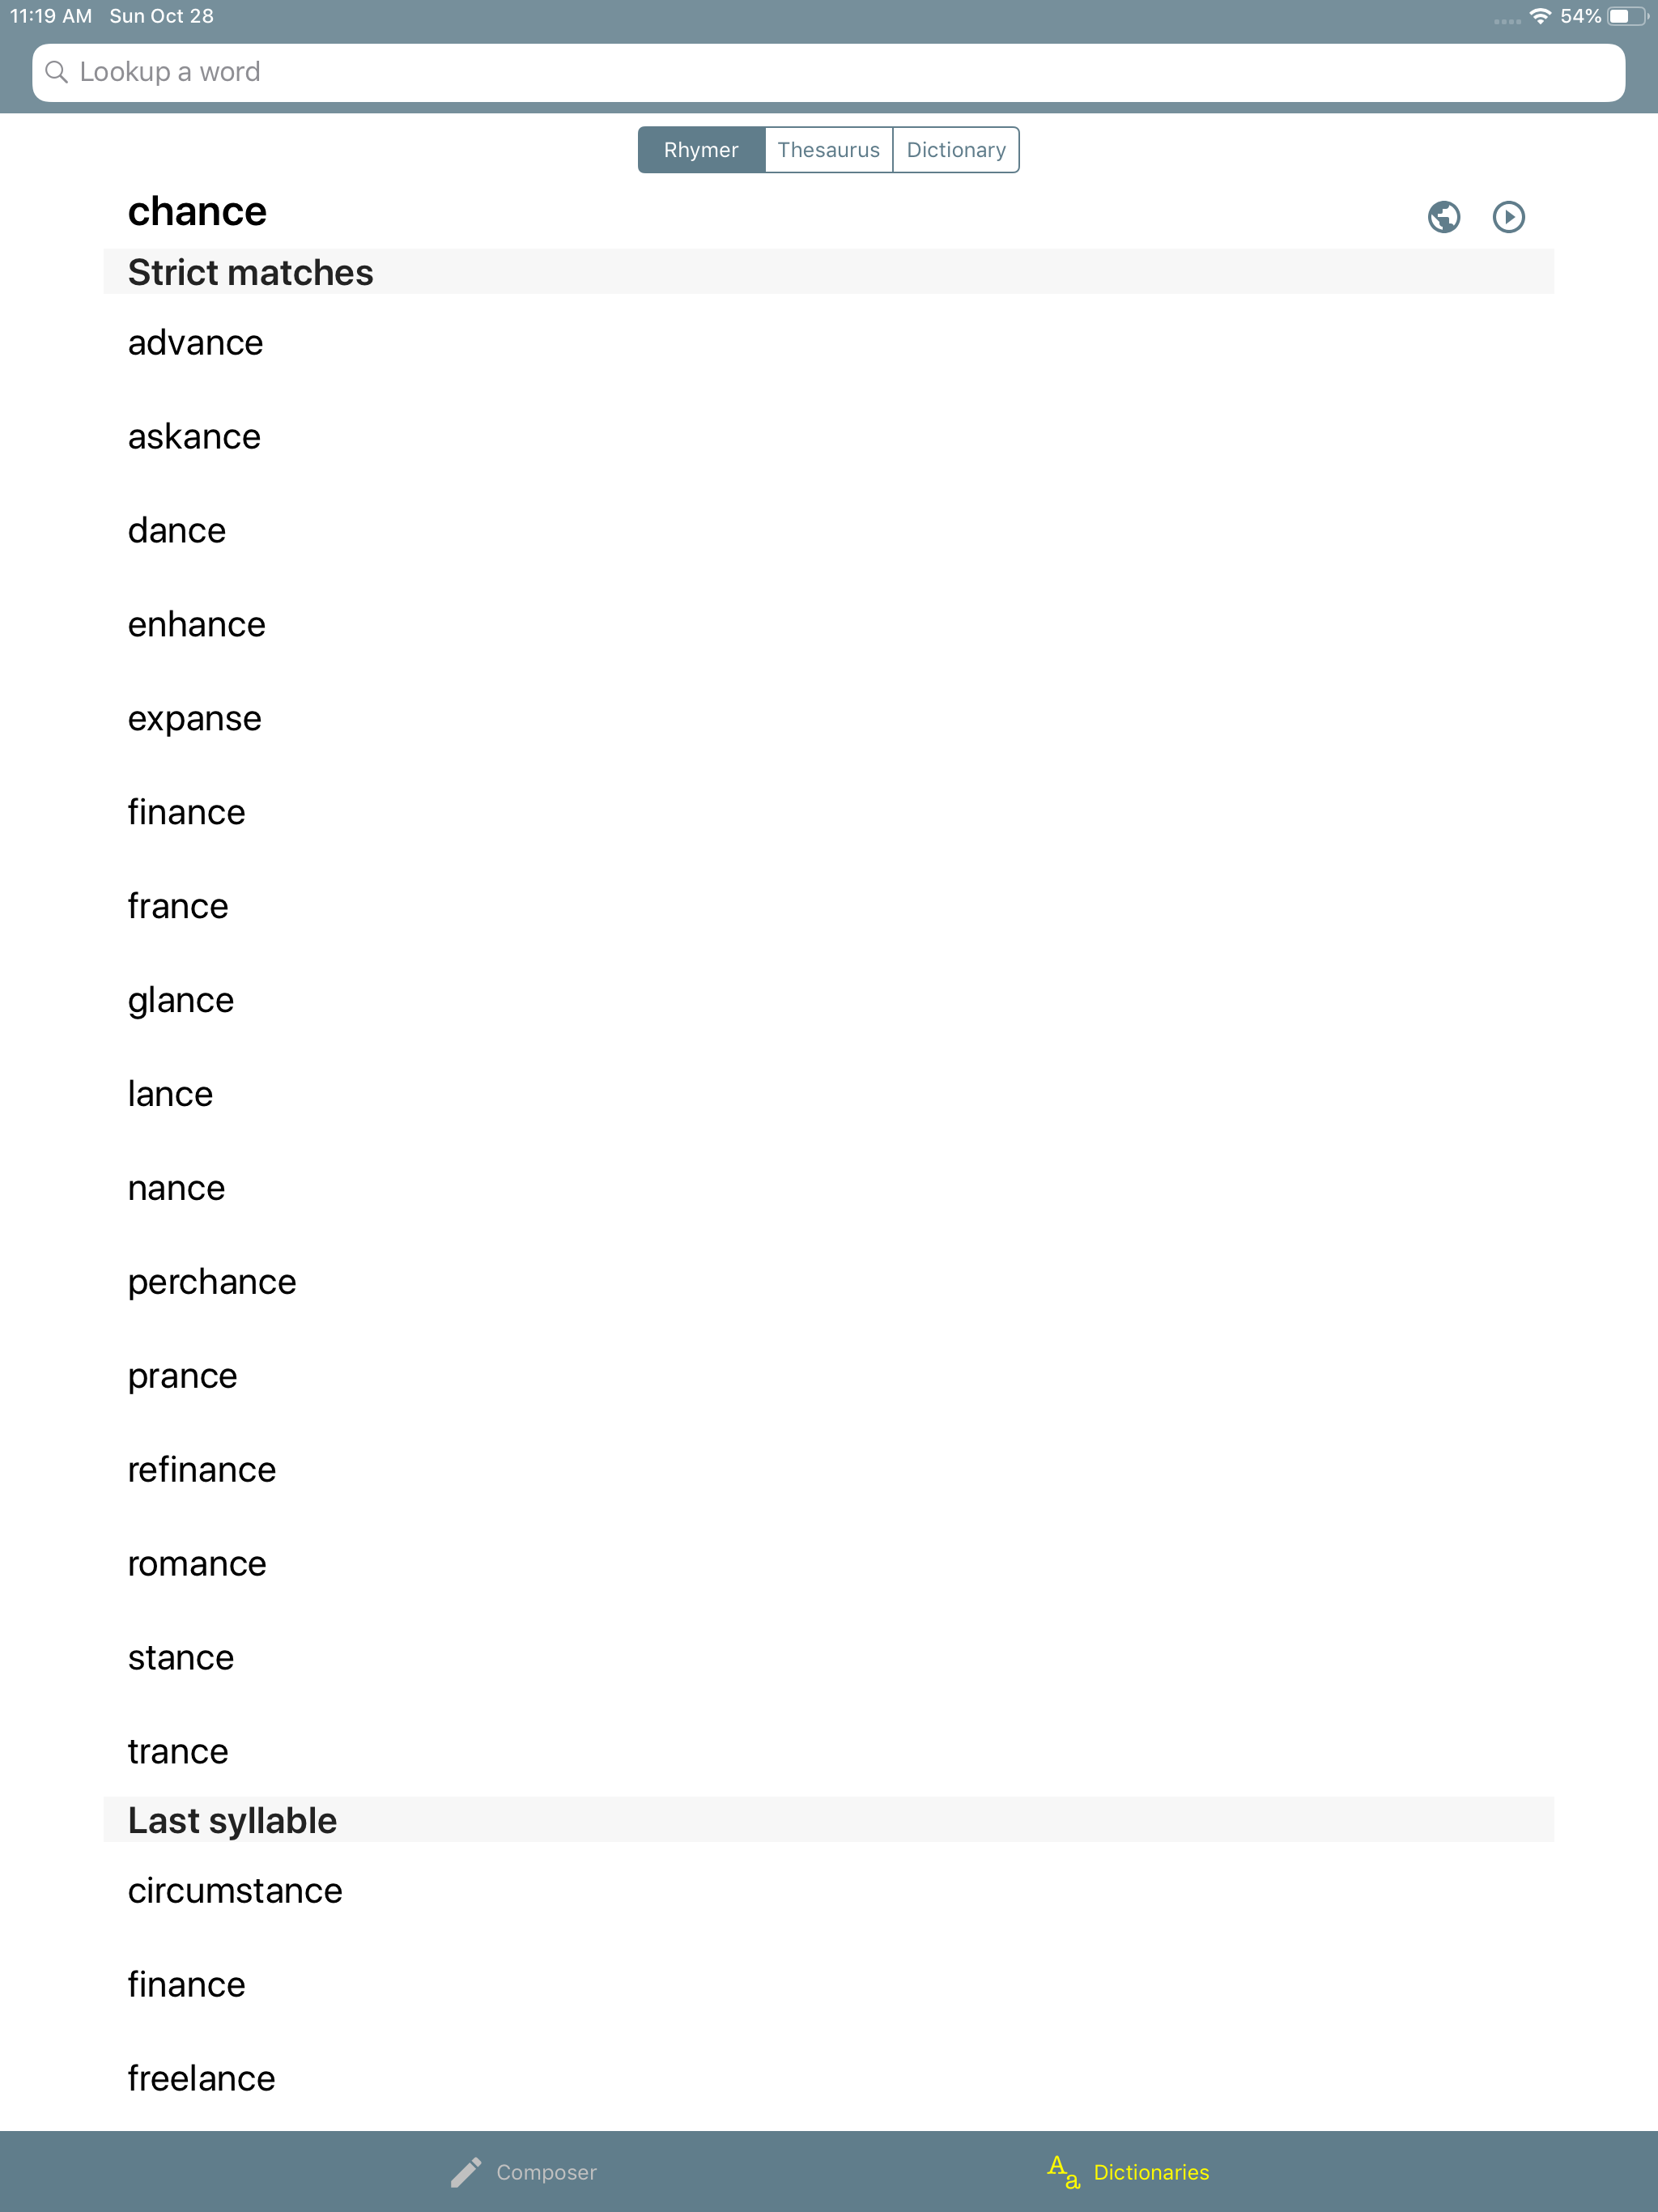 11:19 AM Sun Oct 28 54%
Lookup a word
Rhymer Thesaurus Dictionary
chance
Strict matches
advance
askance
dance
enhance
expanse
finance
france
glance
lance
nance
perchance
prance
refinance
romance
stance
trance
Last syllable
circumstance
finance
freelance
Composer Aa Dictionaries